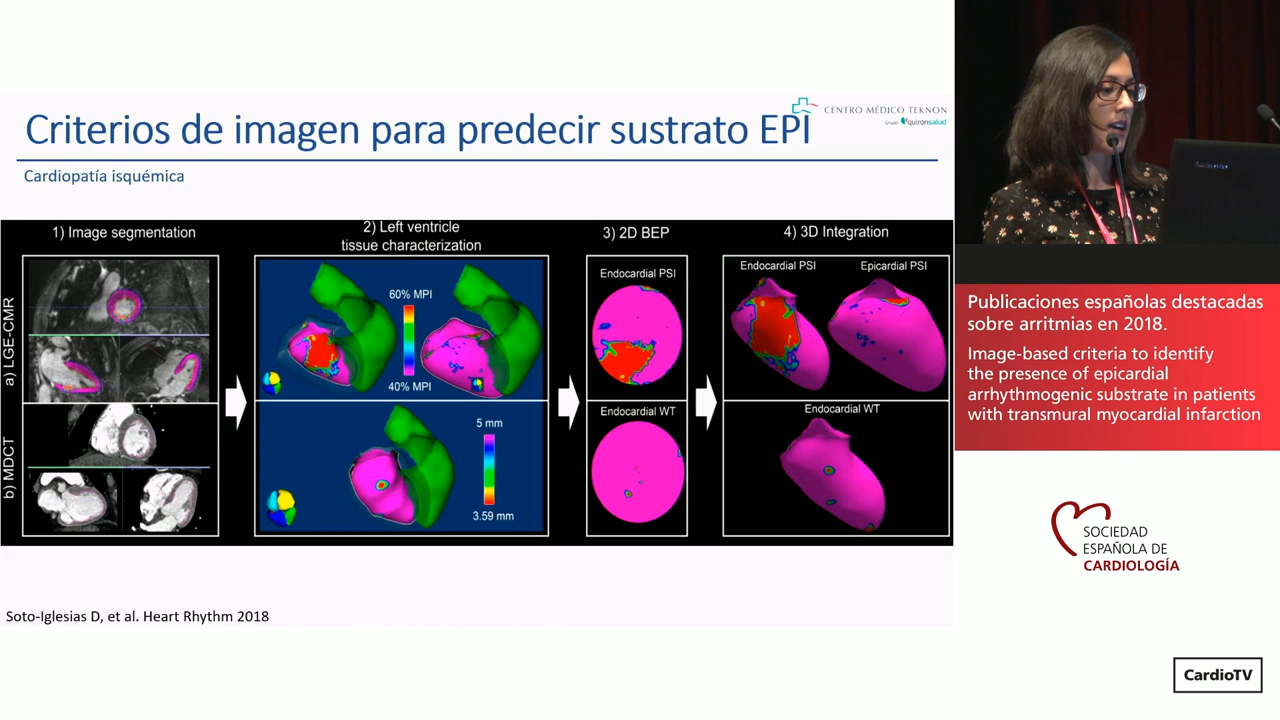 Criterios de imagen para predecir sustrato EPI
CENTRO MÉDICO TEKNON
Grupo quironsalud
Cardiopatía isquémica
1) Image segmentation
2) Left ventricle
tissue characterization
3) 2D BEP
4) 3D Integration
a) LGE-CMR
b) MDCT
60% MPI
40% MPI
5 mm
3.59 mm
Endocardial PSI
Endocardial WT
Endocardial PSI
Epicardial PSI
Endocardial WT
Soto-Iglesias D, et al. Heart Rhythm 2018
Publicaciones españolas destacadas
sobre arritmias en 2018.
Image-based criteria to identify
the presence of epicardial
arrhythmogenic substrate in patients
with transmural myocardial infarction
SOCIEDAD
ESPAÑOLA DE
CARDIOLOGÍA
CardioTV